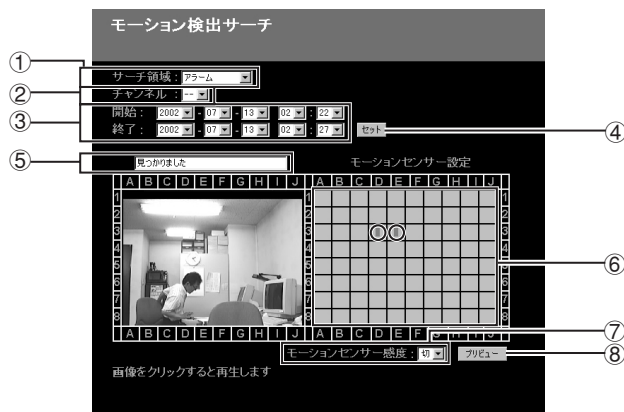 モーション検出サーチ
① サーチ領域：アラーム
② チャンネル：--
③ 開始： 2002 - 07 - 13 02 : 22
終了： 2002 - 07 - 13 02 : 27 セット ④
⑤ 見つかりました モーションセンサー設定
A B C D E F G H I J A B C D E F G H I J
1 1
2 2
3 3
4 4
5 5 ⑥
6 6
7 7
8 8
A B C D E F G H I J A B C D E F G H I J
⑦
モーションセンサー感度：切 プリビュー ⑧
画像をクリックすると再生します